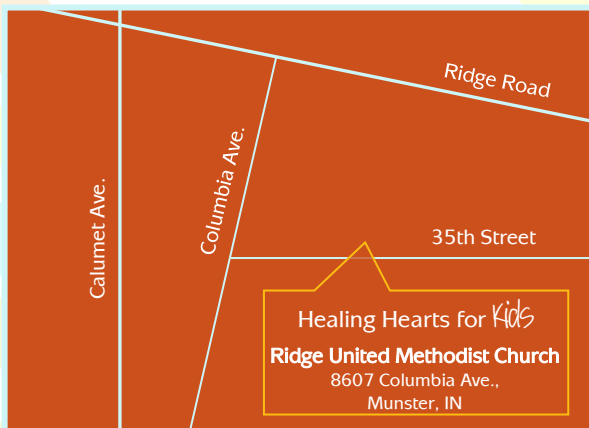 Ridge Road
Columbia Ave.
Calumet Ave.
35th Street
Healing Hearts for Kids
Ridge United Methodist Church
8607 Columbia Ave.,
Munster, IN